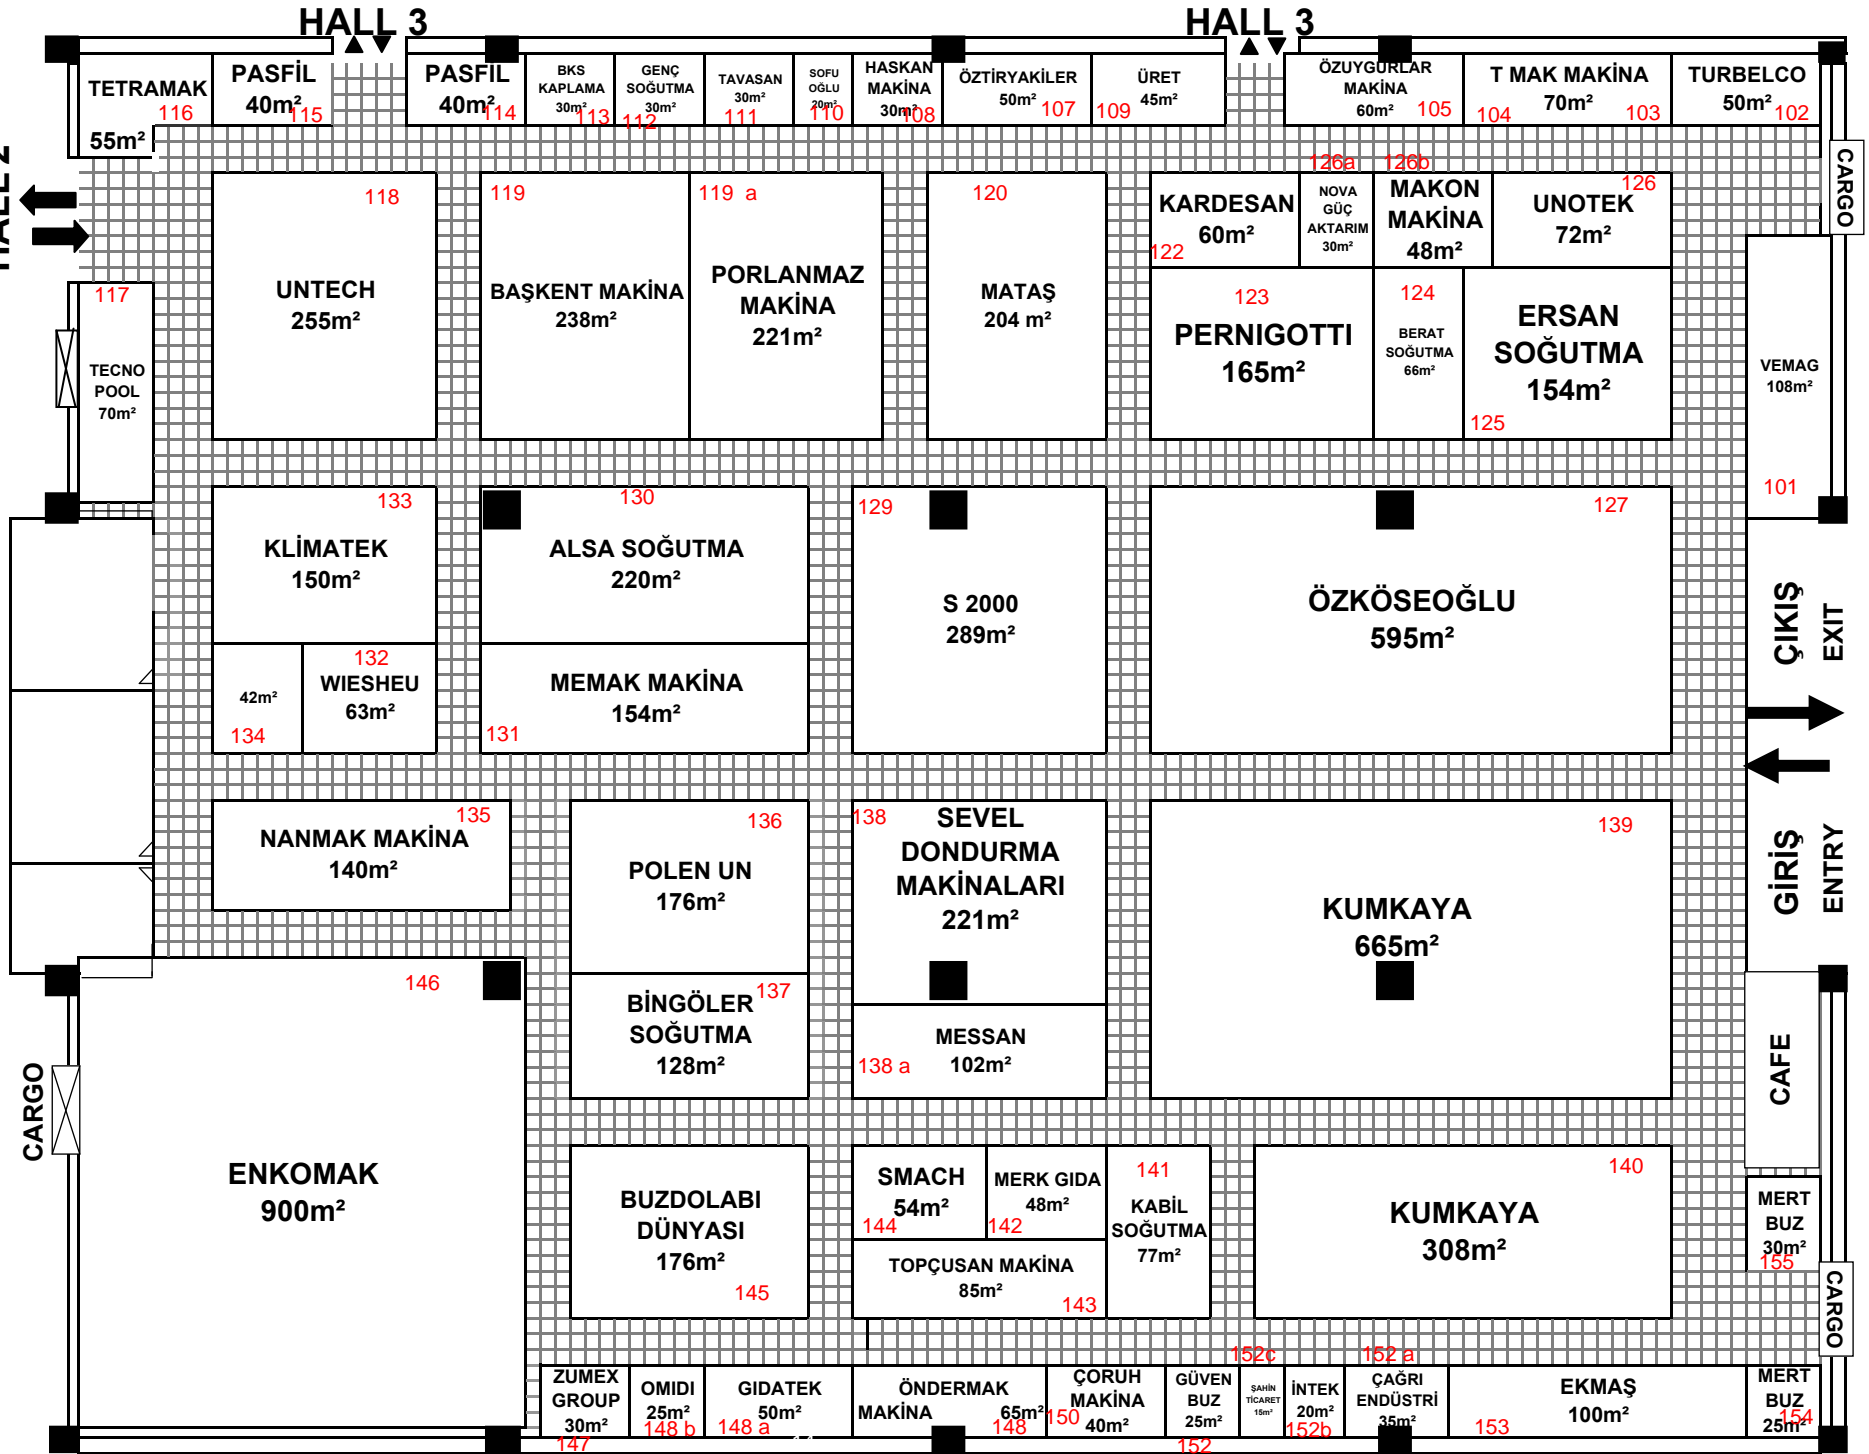 HALL 3
HALL 3
TETRAMAK
116
55m²
PASFİL
40m²
115
PASFİL
40m²
114
BKS
KAPLAMA
30m²
113
GENÇ
SOĞUTMA
30m²
112
TAVASAN
30m²
111
SOFU
OĞLU
20m²
110
HASKAN
MAKİNA
30m²
108
ÖZTİRYAKİLER
50m²
107
ÜRET
45m²
109
ÖZUYGURLAR
MAKİNA
60m²
105
T MAK MAKİNA
70m²
104
103
TURBELCO
50m²
102
HALL 2
CARGO
118
UNTECH
255m²
119
BAŞKENT MAKİNA
238m²
119 a
PORLANMAZ
MAKİNA
221m²
120
MATAŞ
204 m²
KARDESAN
60m²
122
126a
NOVA
GÜÇ
AKTARIM
30m²
126b
MAKON
MAKİNA
48m²
126
UNOTEK
72m²
117
TECNO
POOL
70m²
123
PERNIGOTTI
165m²
124
BERAT
SOĞUTMA
66m²
ERSAN
SOĞUTMA
154m²
125
VEMAG
108m²
101
133
KLİMATEK
150m²
130
ALSA SOĞUTMA
220m²
129
S 2000
289m²
127
ÖZKÖSEOĞLU
595m²
ÇIKIŞ
EXIT
42m²
134
132
WIESHEU
63m²
MEMAK MAKİNA
154m²
131
135
NANMAK MAKİNA
140m²
136
POLEN UN
176m²
138
SEVEL
DONDURMA
MAKİNALARI
221m²
139
KUMKAYA
665m²
GİRİŞ
ENTRY
146
ENKOMAK
900m²
137
BİNGÖLER
SOĞUTMA
128m²
MESSAN
102m²
138 a
CAFE
CARGO
BUZDOLABI
DÜNYASI
176m²
145
SMACH
54m²
144
MERK GIDA
48m²
142
141
KABİL
SOĞUTMA
77m²
TOPÇUSAN MAKİNA
85m²
143
140
KUMKAYA
308m²
MERT
BUZ
30m²
155
CARGO
ZUMEX
GROUP
30m²
147
OMIDI
25m²
148 b
GIDATEK
50m²
148 a
ÖNDERMAK
MAKİNA
65m²
148
ÇORUH
MAKİNA
40m²
150
GÜVEN
BUZ
25m²
152
152c
ŞAHİN
TİCARET
15m²
İNTEK
20m²
152b
152 a
ÇAĞRI
ENDÜSTRİ
35m²
EKMAŞ
100m²
153
MERT
BUZ
25m²
154